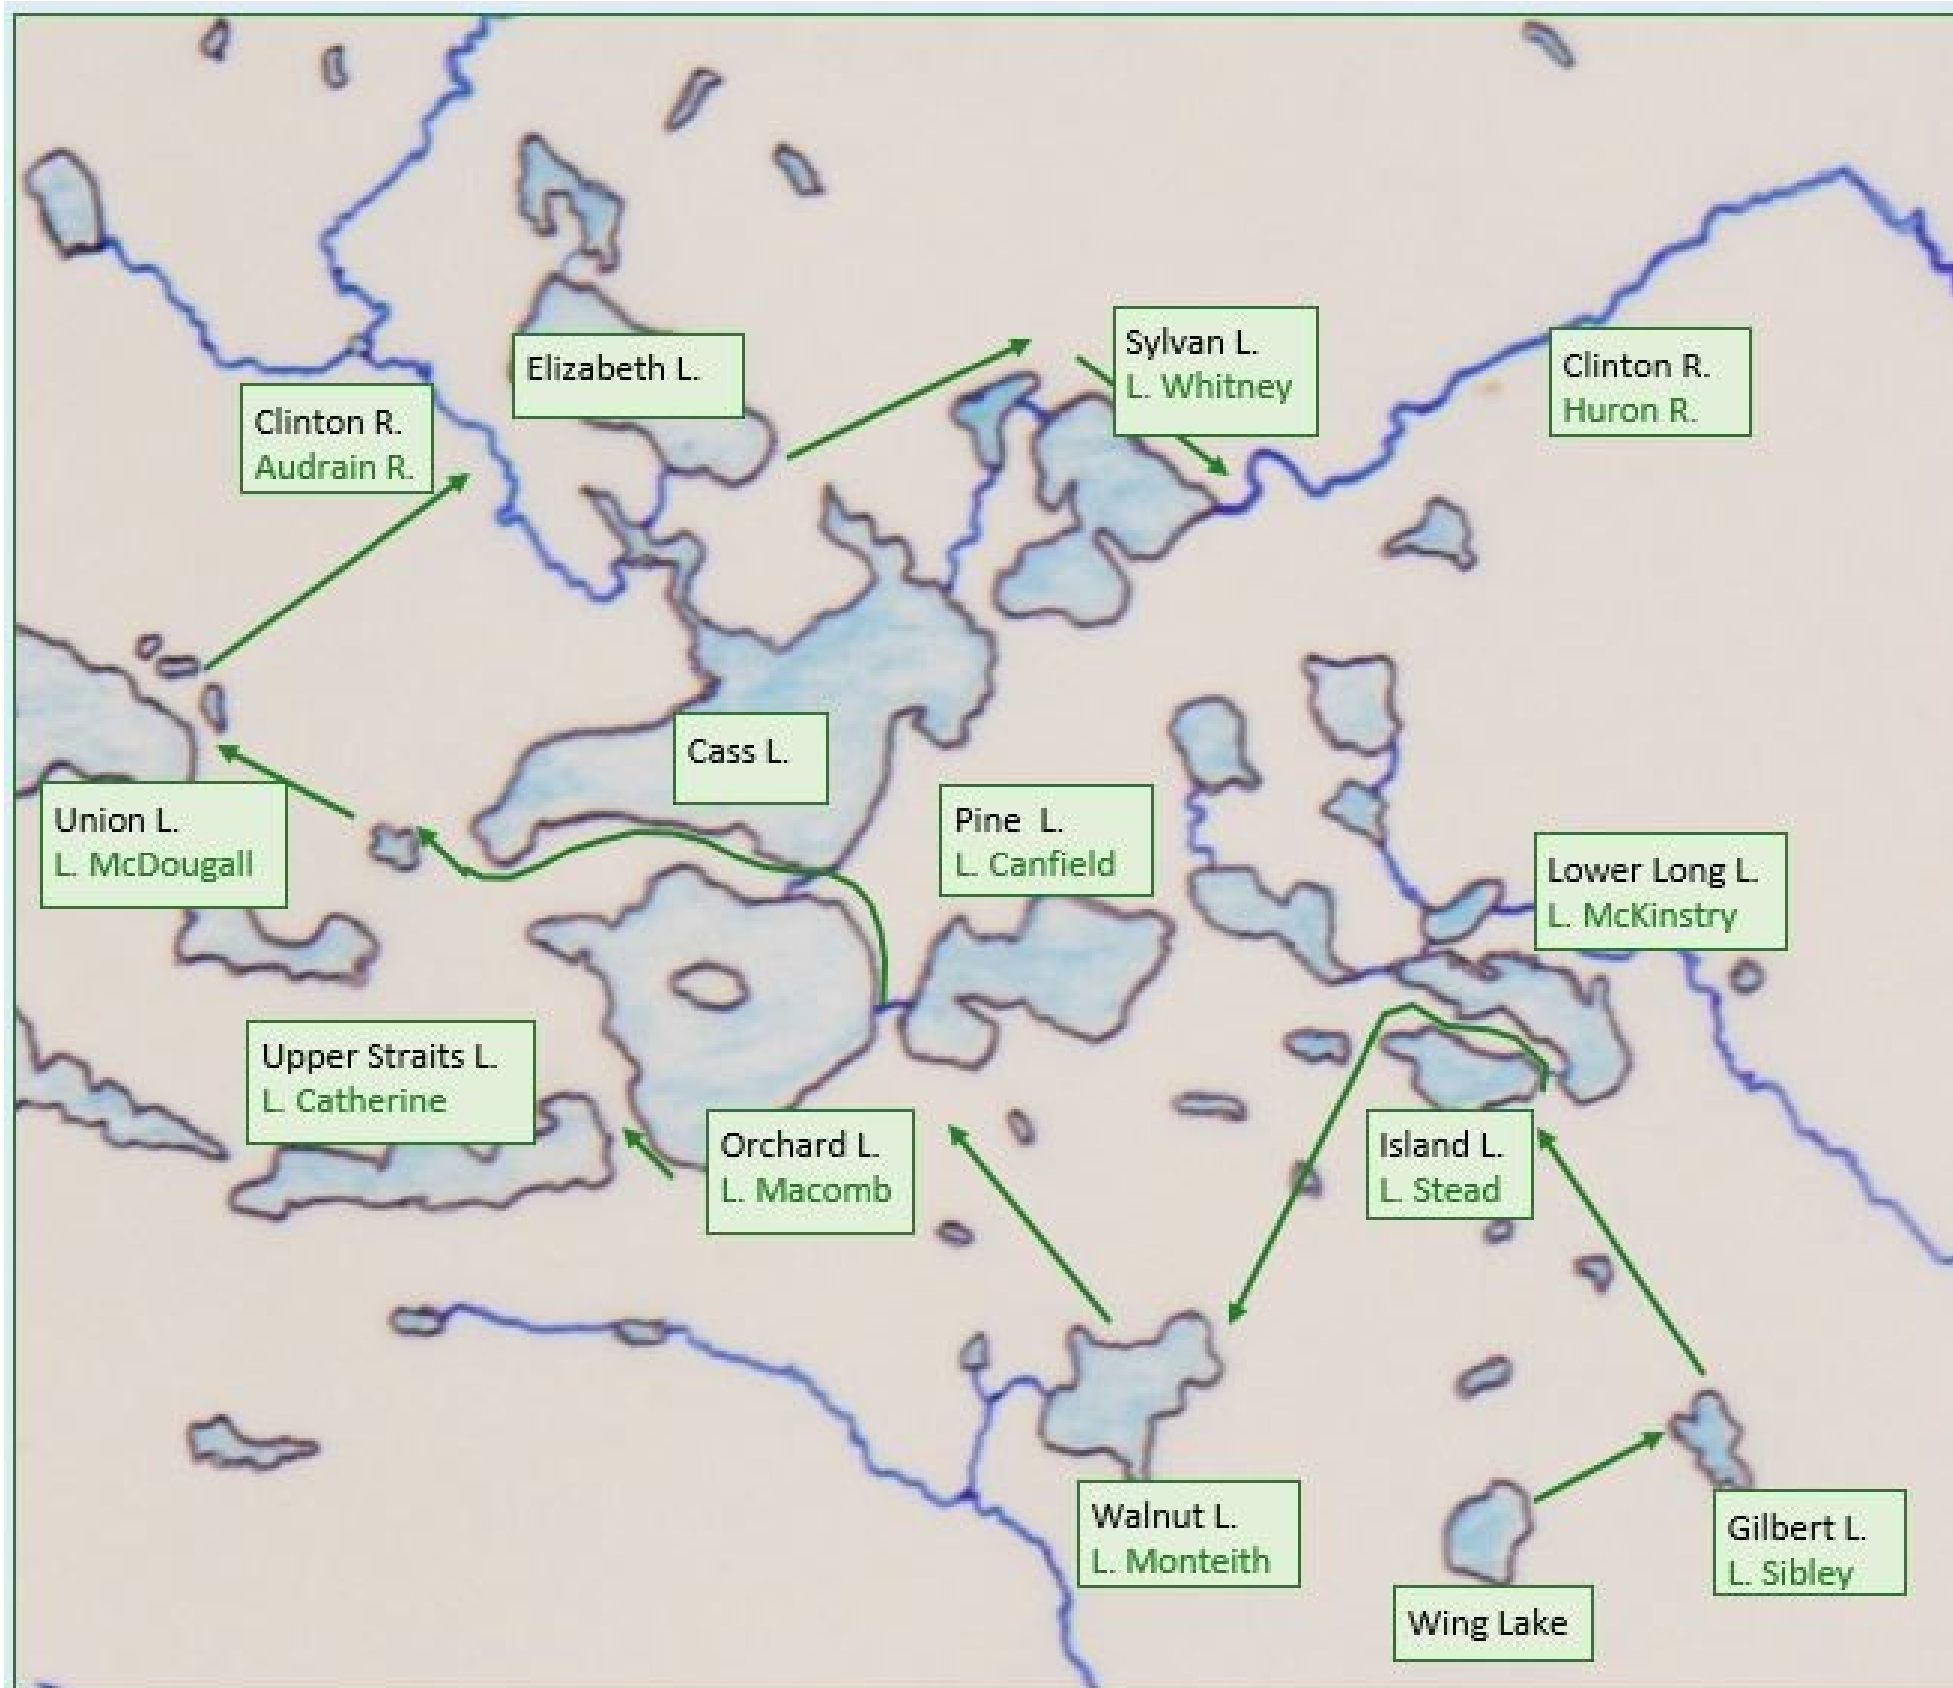 Sylvan L.
L. Whitney
Elizabeth L.
Clinton R.
Huron R.
Clinton R.
Audrain R.
Cass L.
Union L.
L. McDougall
Pine L.
L. Canfield
Lower Long L.
L. McKinstry
Upper Straits L.
L. Catherine
Orchard L.
L. Macomb
Island L.
L. Stead
Walnut L.
L. Monteith
Gilbert L.
L. Sibley
Wing Lake